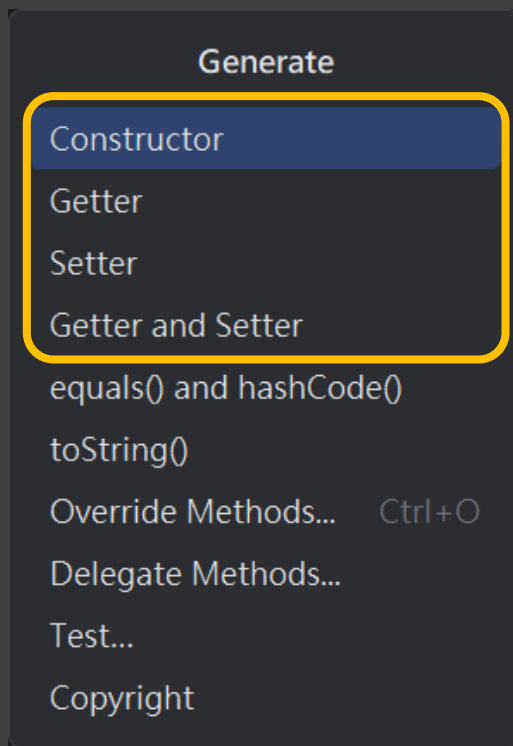 Generate
Constructor
Getter
Setter
Getter and Setter
equals() and hashCode()
toString()
Override Methods... Ctrl+O
Delegate Methods...
Test...
Copyright